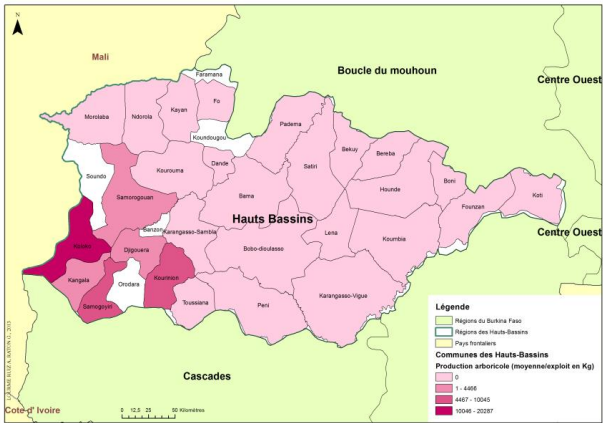 N
Mali
Faramana
Boucle du mouhoun
Centre Ouest
Morolaba
Ndorola
Kayan
Fo
Koundougou
Padema
Bekuy
Bereba
Soundo
Kourouma
Dande
Satiri
Hounde
Boni
Samorogouan
Bama
Founzan
Koti
Hauts Bassins
Banzon
Karangasso-Sambla
Lena
Koumbia
Centre Ouest
Djigouera
Bobo-dioulasso
Kangala
Kourinion
Orodara
Samogoyiri
Toussiana
Peni
Karangasso-Vigue
Cascades
Cote d' Ivoire
0 12,5 25 50 Kilomètres
Légende
Régions du Burkina Faso
Régions des Hauts-Bassins
Pays frontaliers
Communes des Hauts-Bassins
Production arboricole (moyenne/exploit en Kg)
0
1 - 4466
4467 - 10045
10046 - 20287